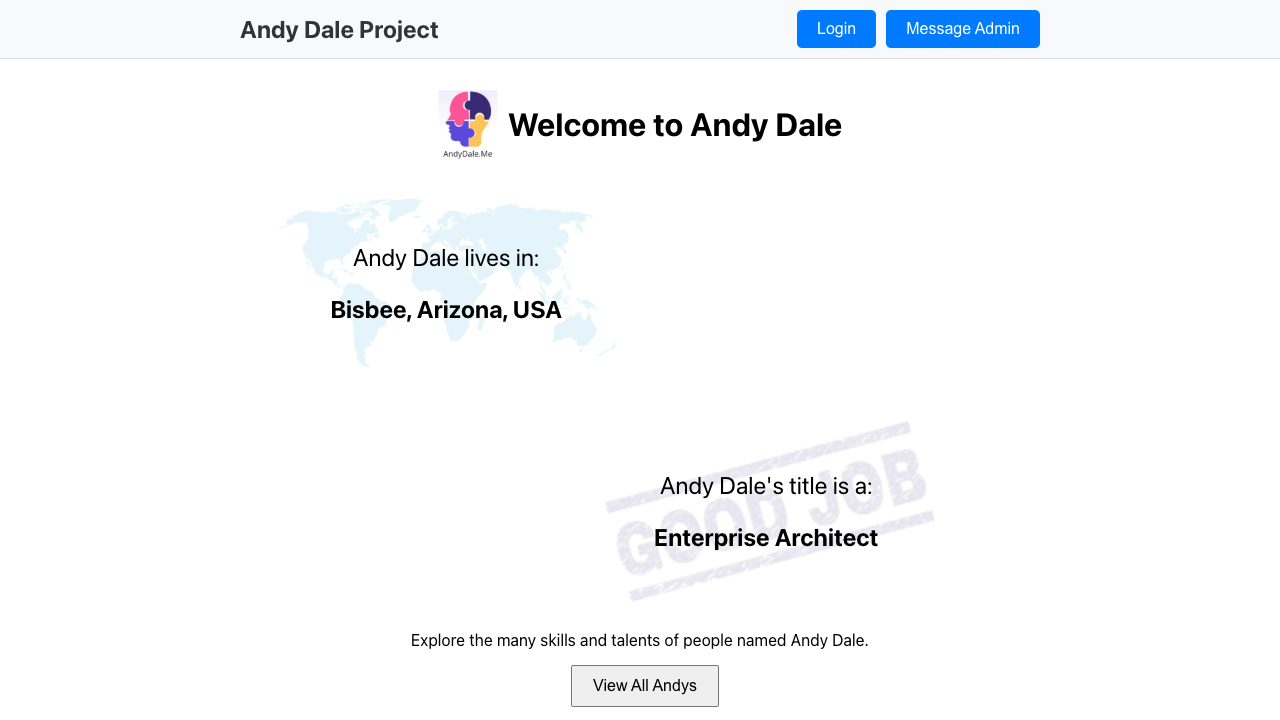 Andy Dale Project
Login
Message Admin
AndyDale.Me
Welcome to Andy Dale
Andy Dale lives in:
Bisbee, Arizona, USA
GOOD JOB
Andy Dale's title is a:
Enterprise Architect
Explore the many skills and talents of people named Andy Dale.
View All Andys